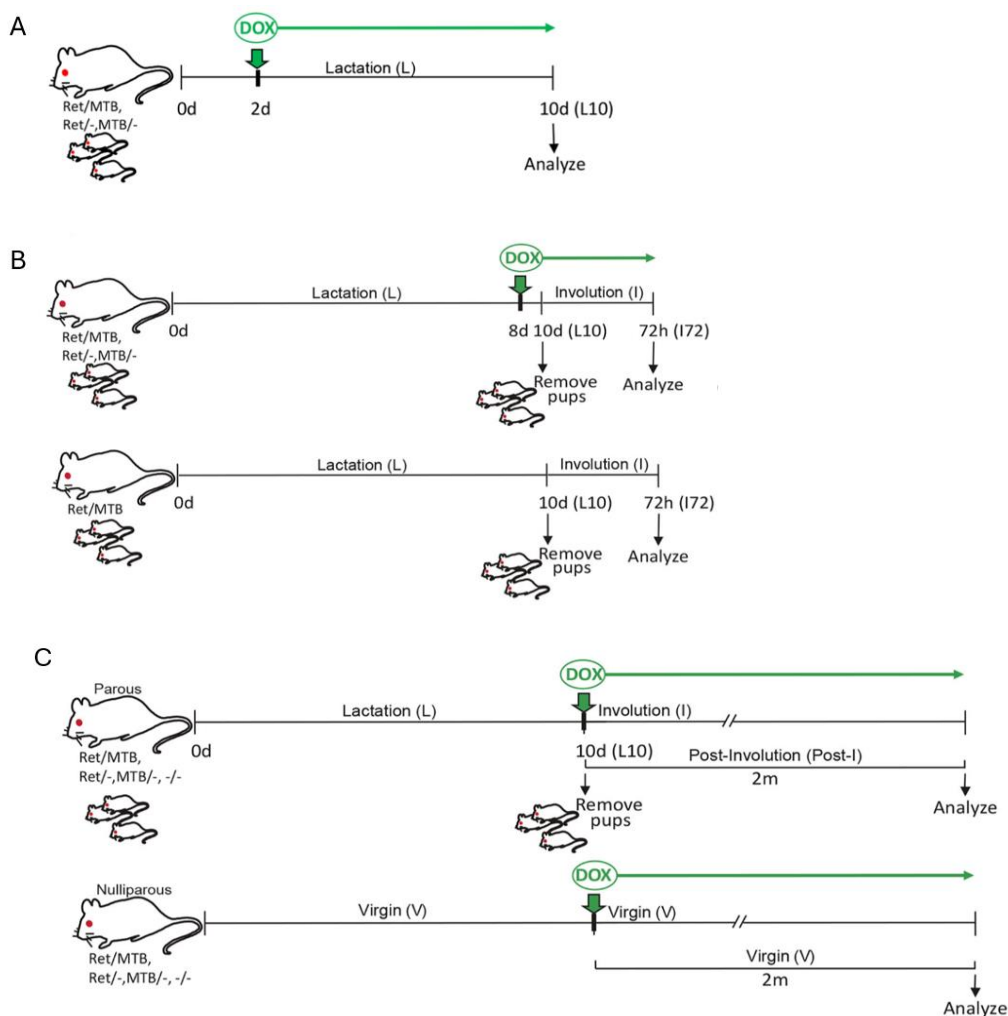 A
DOX
Lactation (L)
0d 2d 10d (L10)
Ret/MTB,
Ret/-,MTB/-
Analyze
B
DOX
Lactation (L) Involution (I)
0d 8d 10d (L10) 72h (I72)
Ret/MTB,
Ret/-,MTB/-
Remove
pups
Analyze
Lactation (L) Involution (I)
0d 10d (L10) 72h (I72)
Ret/MTB
Remove
pups
Analyze
C
DOX
Parous
Lactation (L) Involution (I)
0d 10d (L10)
Ret/MTB,
Ret/-,MTB/-, -/-
Post-Involution (Post-I)
2m
Remove
pups
Analyze
DOX
Nulliparous
Virgin (V) Virgin (V)
Ret/MTB,
Ret/-,MTB/-, -/-
Virgin (V)
2m
Analyze